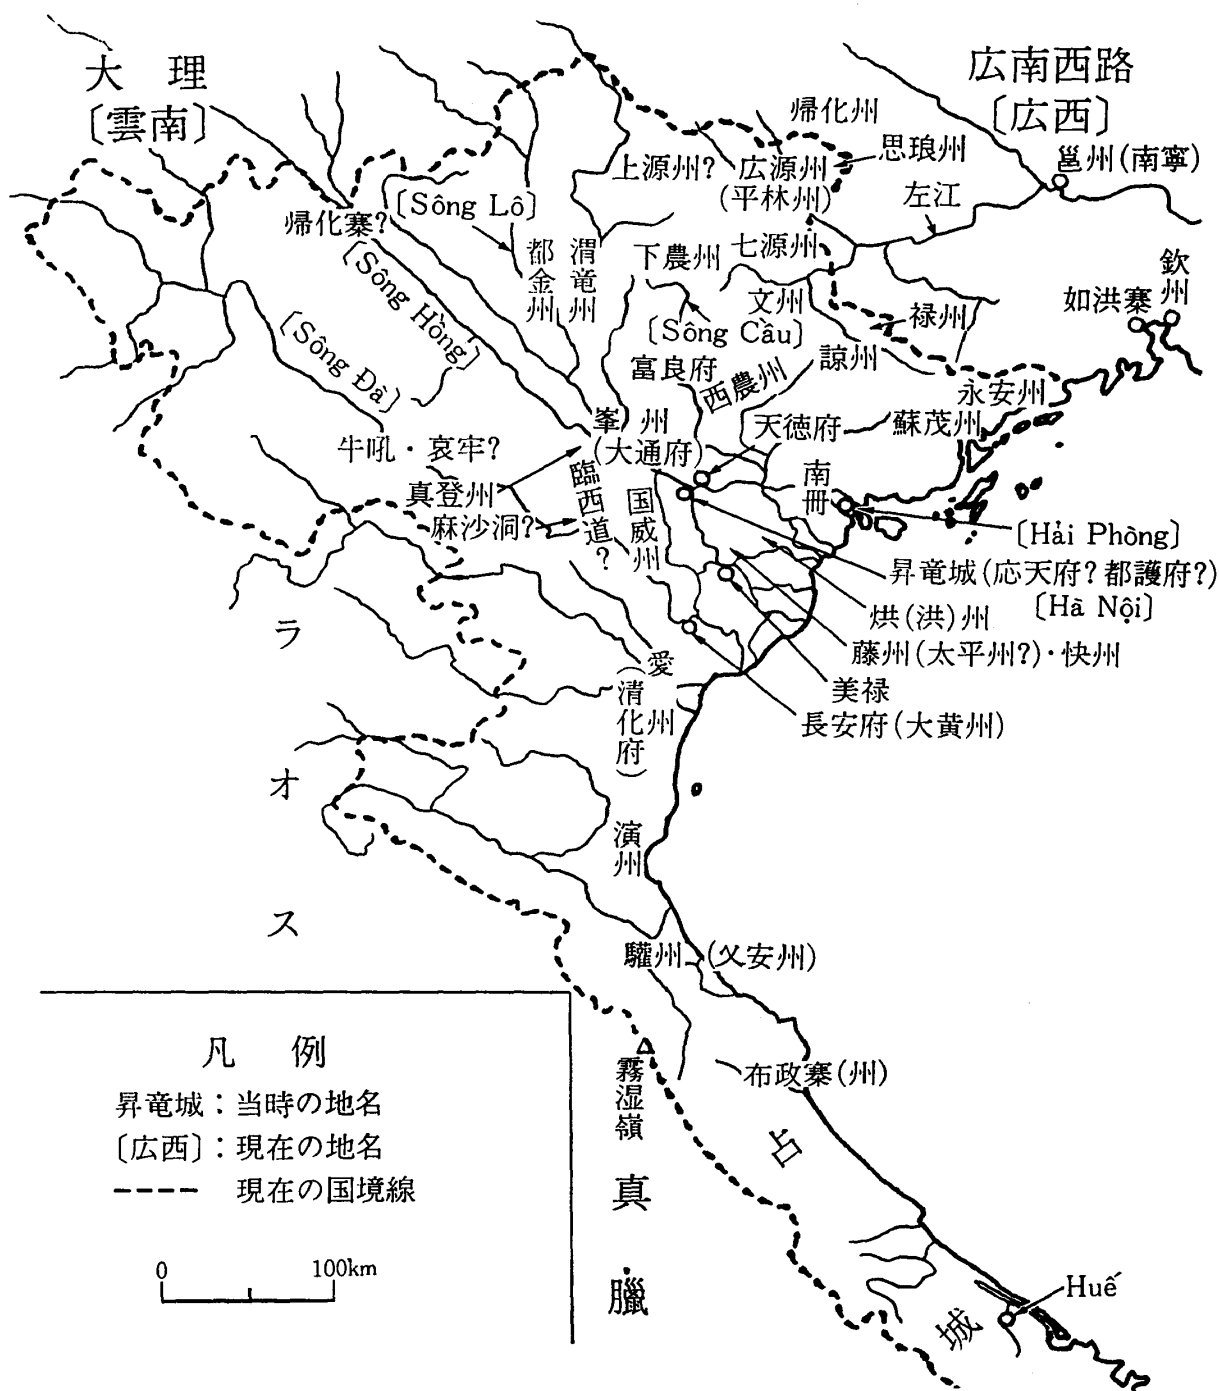 大理
〔雲南〕
広南西路
〔広西〕
帰化州
思琅州
上源州?
広源州
(平林州)
邕州(南寧)
左江
帰化寨?
〔Sông Lô〕
都金州
渭竜州
下農州
七源州
欽州
如洪寨
〔Sông Hồng〕
文州
〔Sông Cầu〕
禄州
〔Sông Đà〕
富良府
西農州
諒州
永安州
峯州
(大通府)
天徳府
蘇茂州
牛吼・哀牢?
真登州
麻沙洞?
臨西道?
国威州
南冊
〔Hải Phòng〕
昇竜城(応天府?都護府?)
〔Hà Nội〕
烘(洪)州
藤州(太平州?)・快州
美禄
長安府(大黄州)
愛州
(清化府)
ラオス
演州
驩州(乂安州)
布政寨(州)
霧湿嶺
占城
真臘
Huế
凡例
昇竜城:当時の地名
〔広西〕:現在の地名
現在の国境線
0 100km